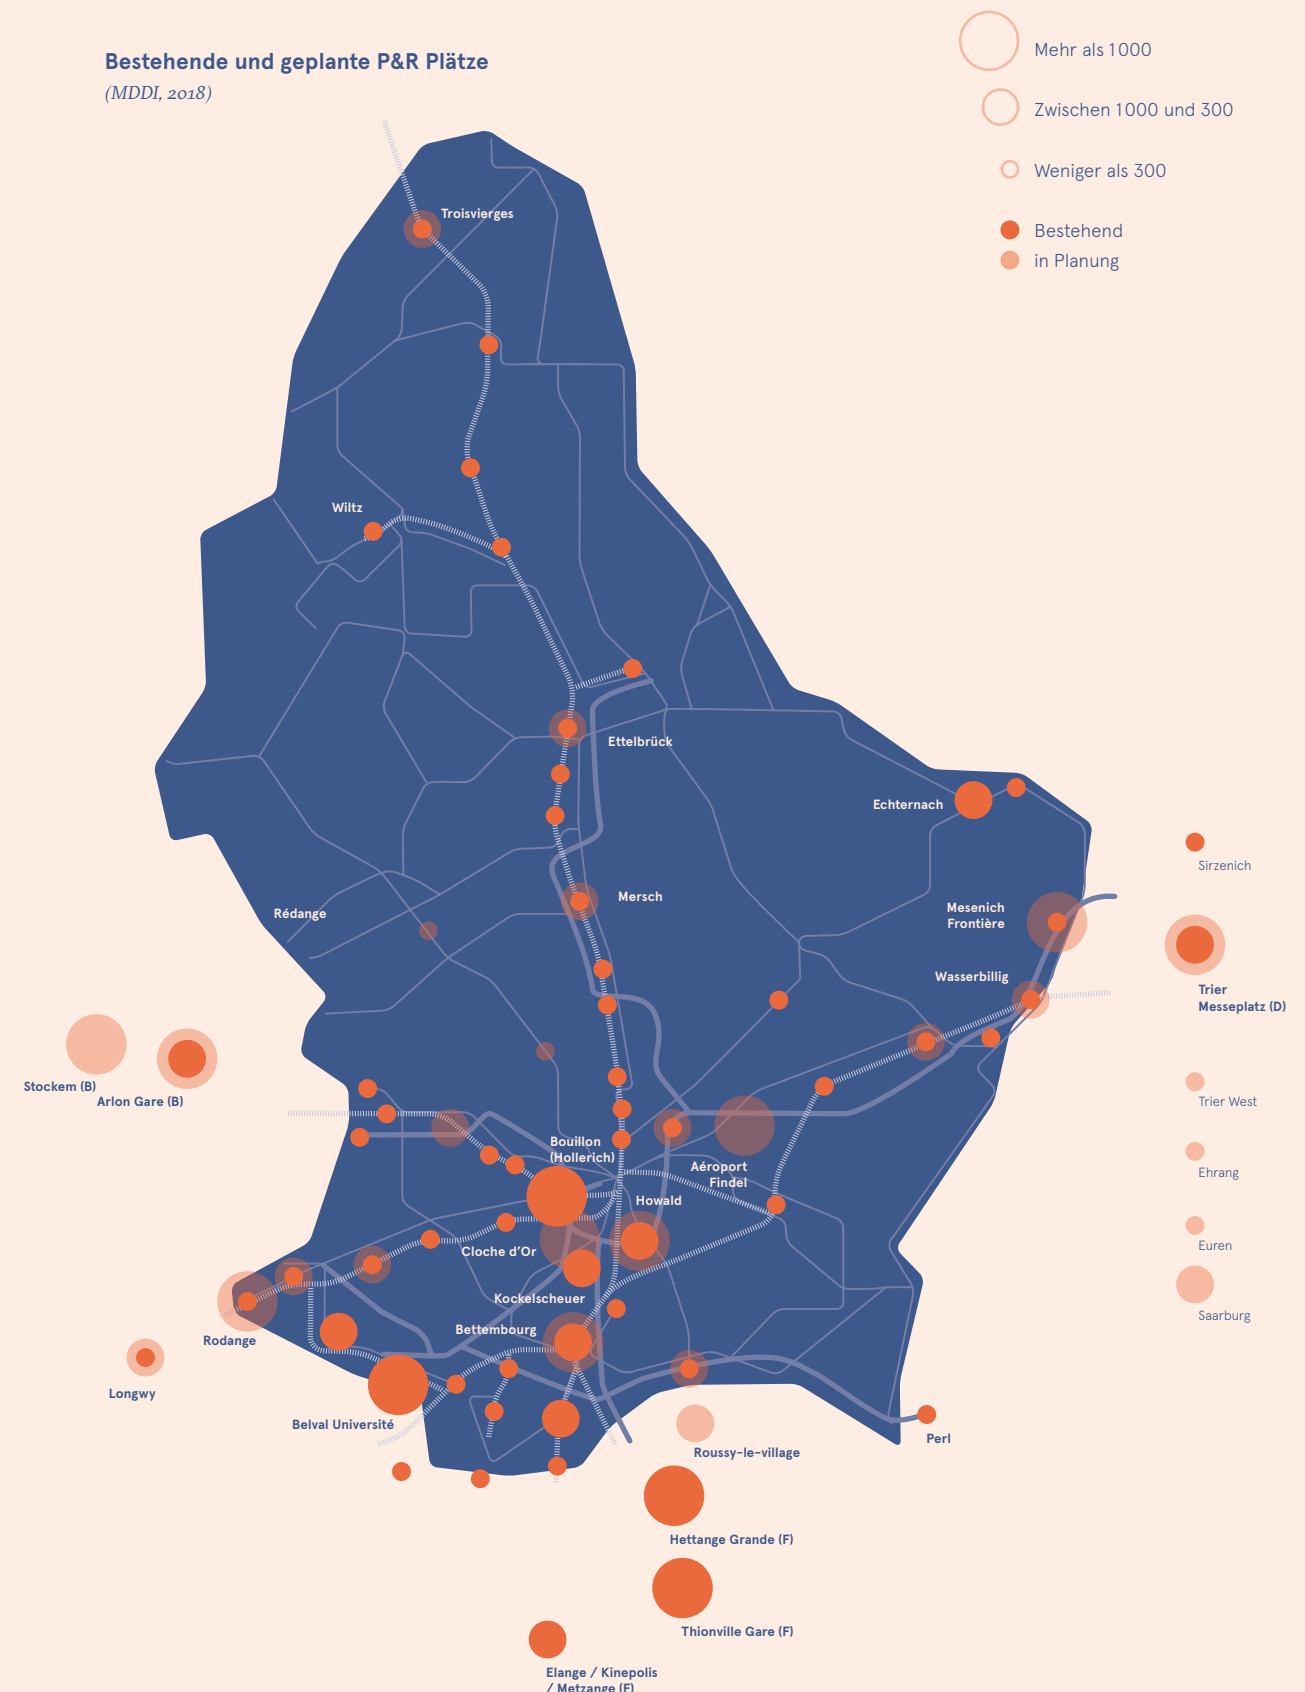 Bestehende und geplante P&R Plätze
(MDDI, 2018)
Mehr als 1000
Zwischen 1000 und 300
Weniger als 300
Bestehend
in Planung
Troisvierges
Wiltz
Ettelbrück
Echternach
Sirzenich
Mersch
Rédange
Mesenich
Frontière
Wasserbillig
Trier
Messeplatz (D)
Stockem (B)
Arlon Gare (B)
Trier West
Bouillon
(Hollerich)
Aéroport
Findel
Ehrang
Howald
Cloche d'Or
Euren
Kockelscheuer
Saarburg
Bettembourg
Rodange
Longwy
Belval Université
Perl
Roussy-le-village
Hettange Grande (F)
Thionville Gare (F)
Elange / Kinepolis
/ Metzange (F)